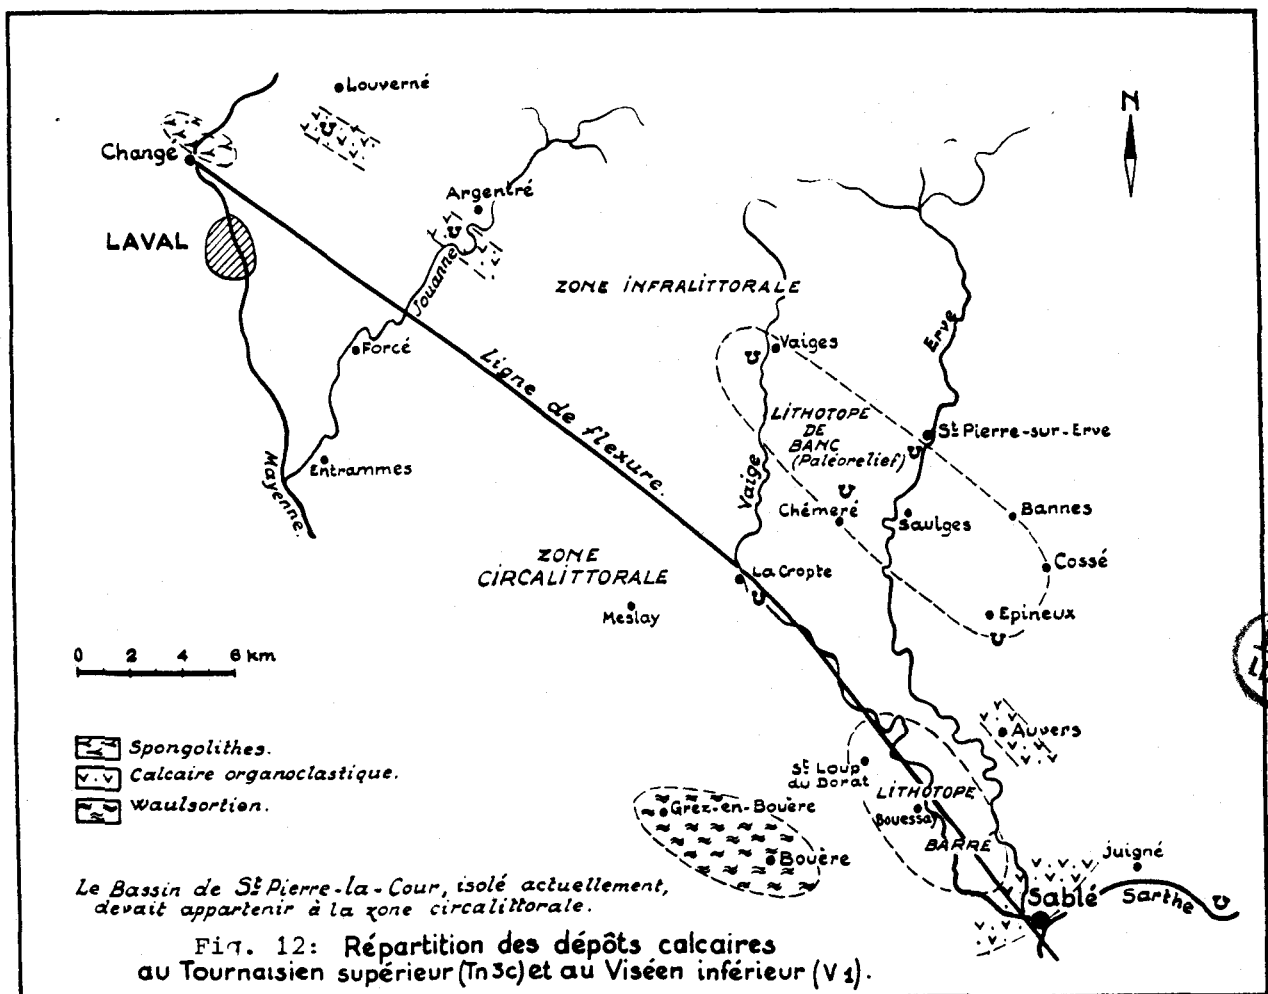 Louverné
N
Changé
Argentré
LAVAL
Jouanne
ZONE INFRALITTORALE
Erve
Vaiges
Forcé
Ligne de flexure.
LITHOTOPE
DE
BANC
(Paléorelief)
St Pierre-sur-Erve
Entrammes
Mayenne.
Vaige
Chémeré
Saulges
Bannes
ZONE
CIRCALITTORALE
La Cropte
Cossé
Meslay
Epineux
0 2 4 6 km
Auvers
Spongolithes.
Calcaire organoclastique.
Waulsortien.
St Loup
du Dorat
LITHOTOPE
Grez-en-Bouère
Bouessay
BARRE
Bouère
Juigné
Sablé
Sarthe
Le Bassin de St Pierre-la-Cour, isolé actuellement,
devait appartenir à la zone circalittorale.
Fig. 12: Répartition des dépôts calcaires
au Tournaisien supérieur (Tn3c) et au Viséen inférieur (V1).